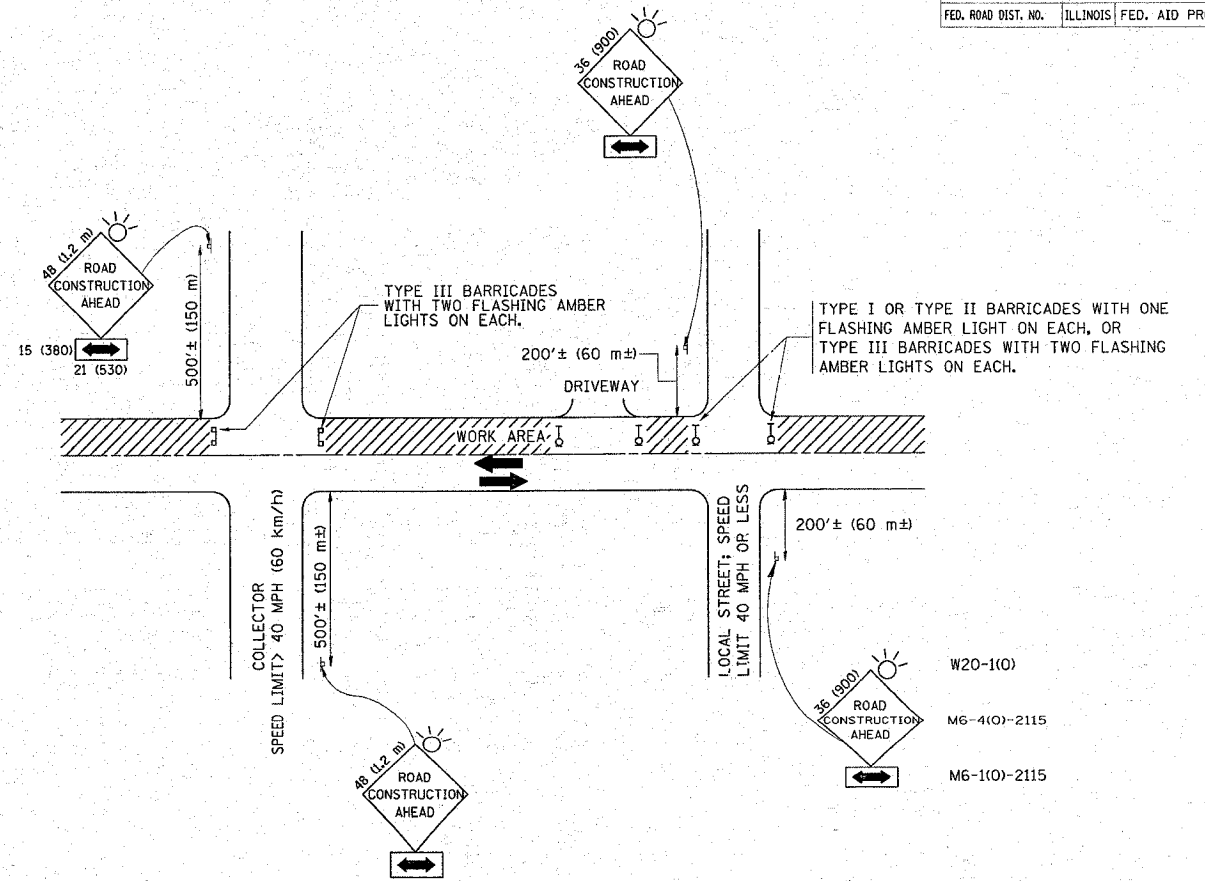 FED. ROAD DIST. NO. ILLINOIS FED. AID PR
36 (900)
ROAD
CONSTRUCTION
AHEAD
48 (1.2 m)
ROAD
CONSTRUCTION
AHEAD
15 (380)
21 (530)
500'± (150 m)
TYPE III BARRICADES
WITH TWO FLASHING AMBER
LIGHTS ON EACH.
200'± (60 m±)
DRIVEWAY
TYPE I OR TYPE II BARRICADES WITH ONE
FLASHING AMBER LIGHT ON EACH, OR
TYPE III BARRICADES WITH TWO FLASHING
AMBER LIGHTS ON EACH.
WORK AREA
COLLECTOR
SPEED LIMIT> 40 MPH (60 km/h)
500'± (150 m±)
LOCAL STREET; SPEED
LIMIT 40 MPH OR LESS
200'± (60 m±)
48 (1.2 m)
ROAD
CONSTRUCTION
AHEAD
36 (900)
ROAD
CONSTRUCTION
AHEAD
W20-1(O)
M6-4(O)-2115
M6-1(O)-2115